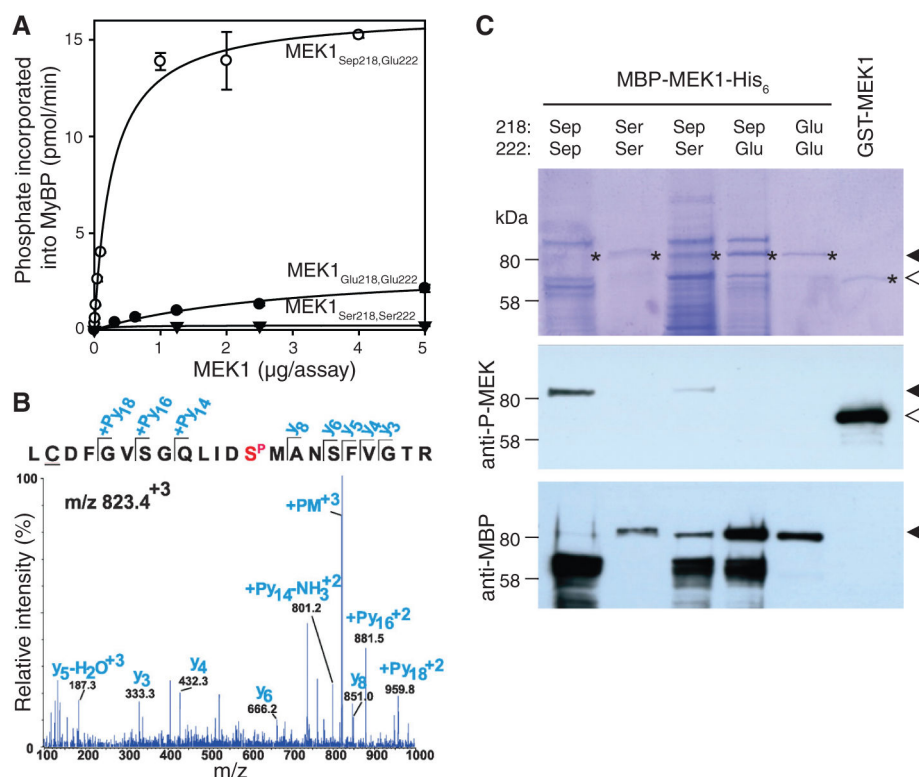 A
Phosphate incorporated
into MyBP (pmol/min)
15
10
5
0
MEK1Sep218,Glu222
MEK1Glu218,Glu222
MEK1Ser218,Ser222
0 1 2 3 4 5
MEK1 (µg/assay)
B
+Py18 +Py16 +Py14 y8 y6 y5 y4 y3
L C D F G V S G Q L I D SP M A N S F V G T R
m/z 823.4+3
Relative intensity (%)
100
0
+PM+3
+Py14-NH3+2
801.2
+Py16+2
881.5
y5-H2O+3
187.3
y3
333.3
y4
432.3
y6
666.2
y8
851.0
+Py18+2
959.8
100 200 300 400 500 600 700 800 900 1000
m/z
C
MBP-MEK1-His6
GST-MEK1
218: Sep Ser Sep Sep Glu
222: Sep Ser Ser Glu Glu
kDa
80
58
* * * * * *
anti-P-MEK
80
58
anti-MBP
80
58